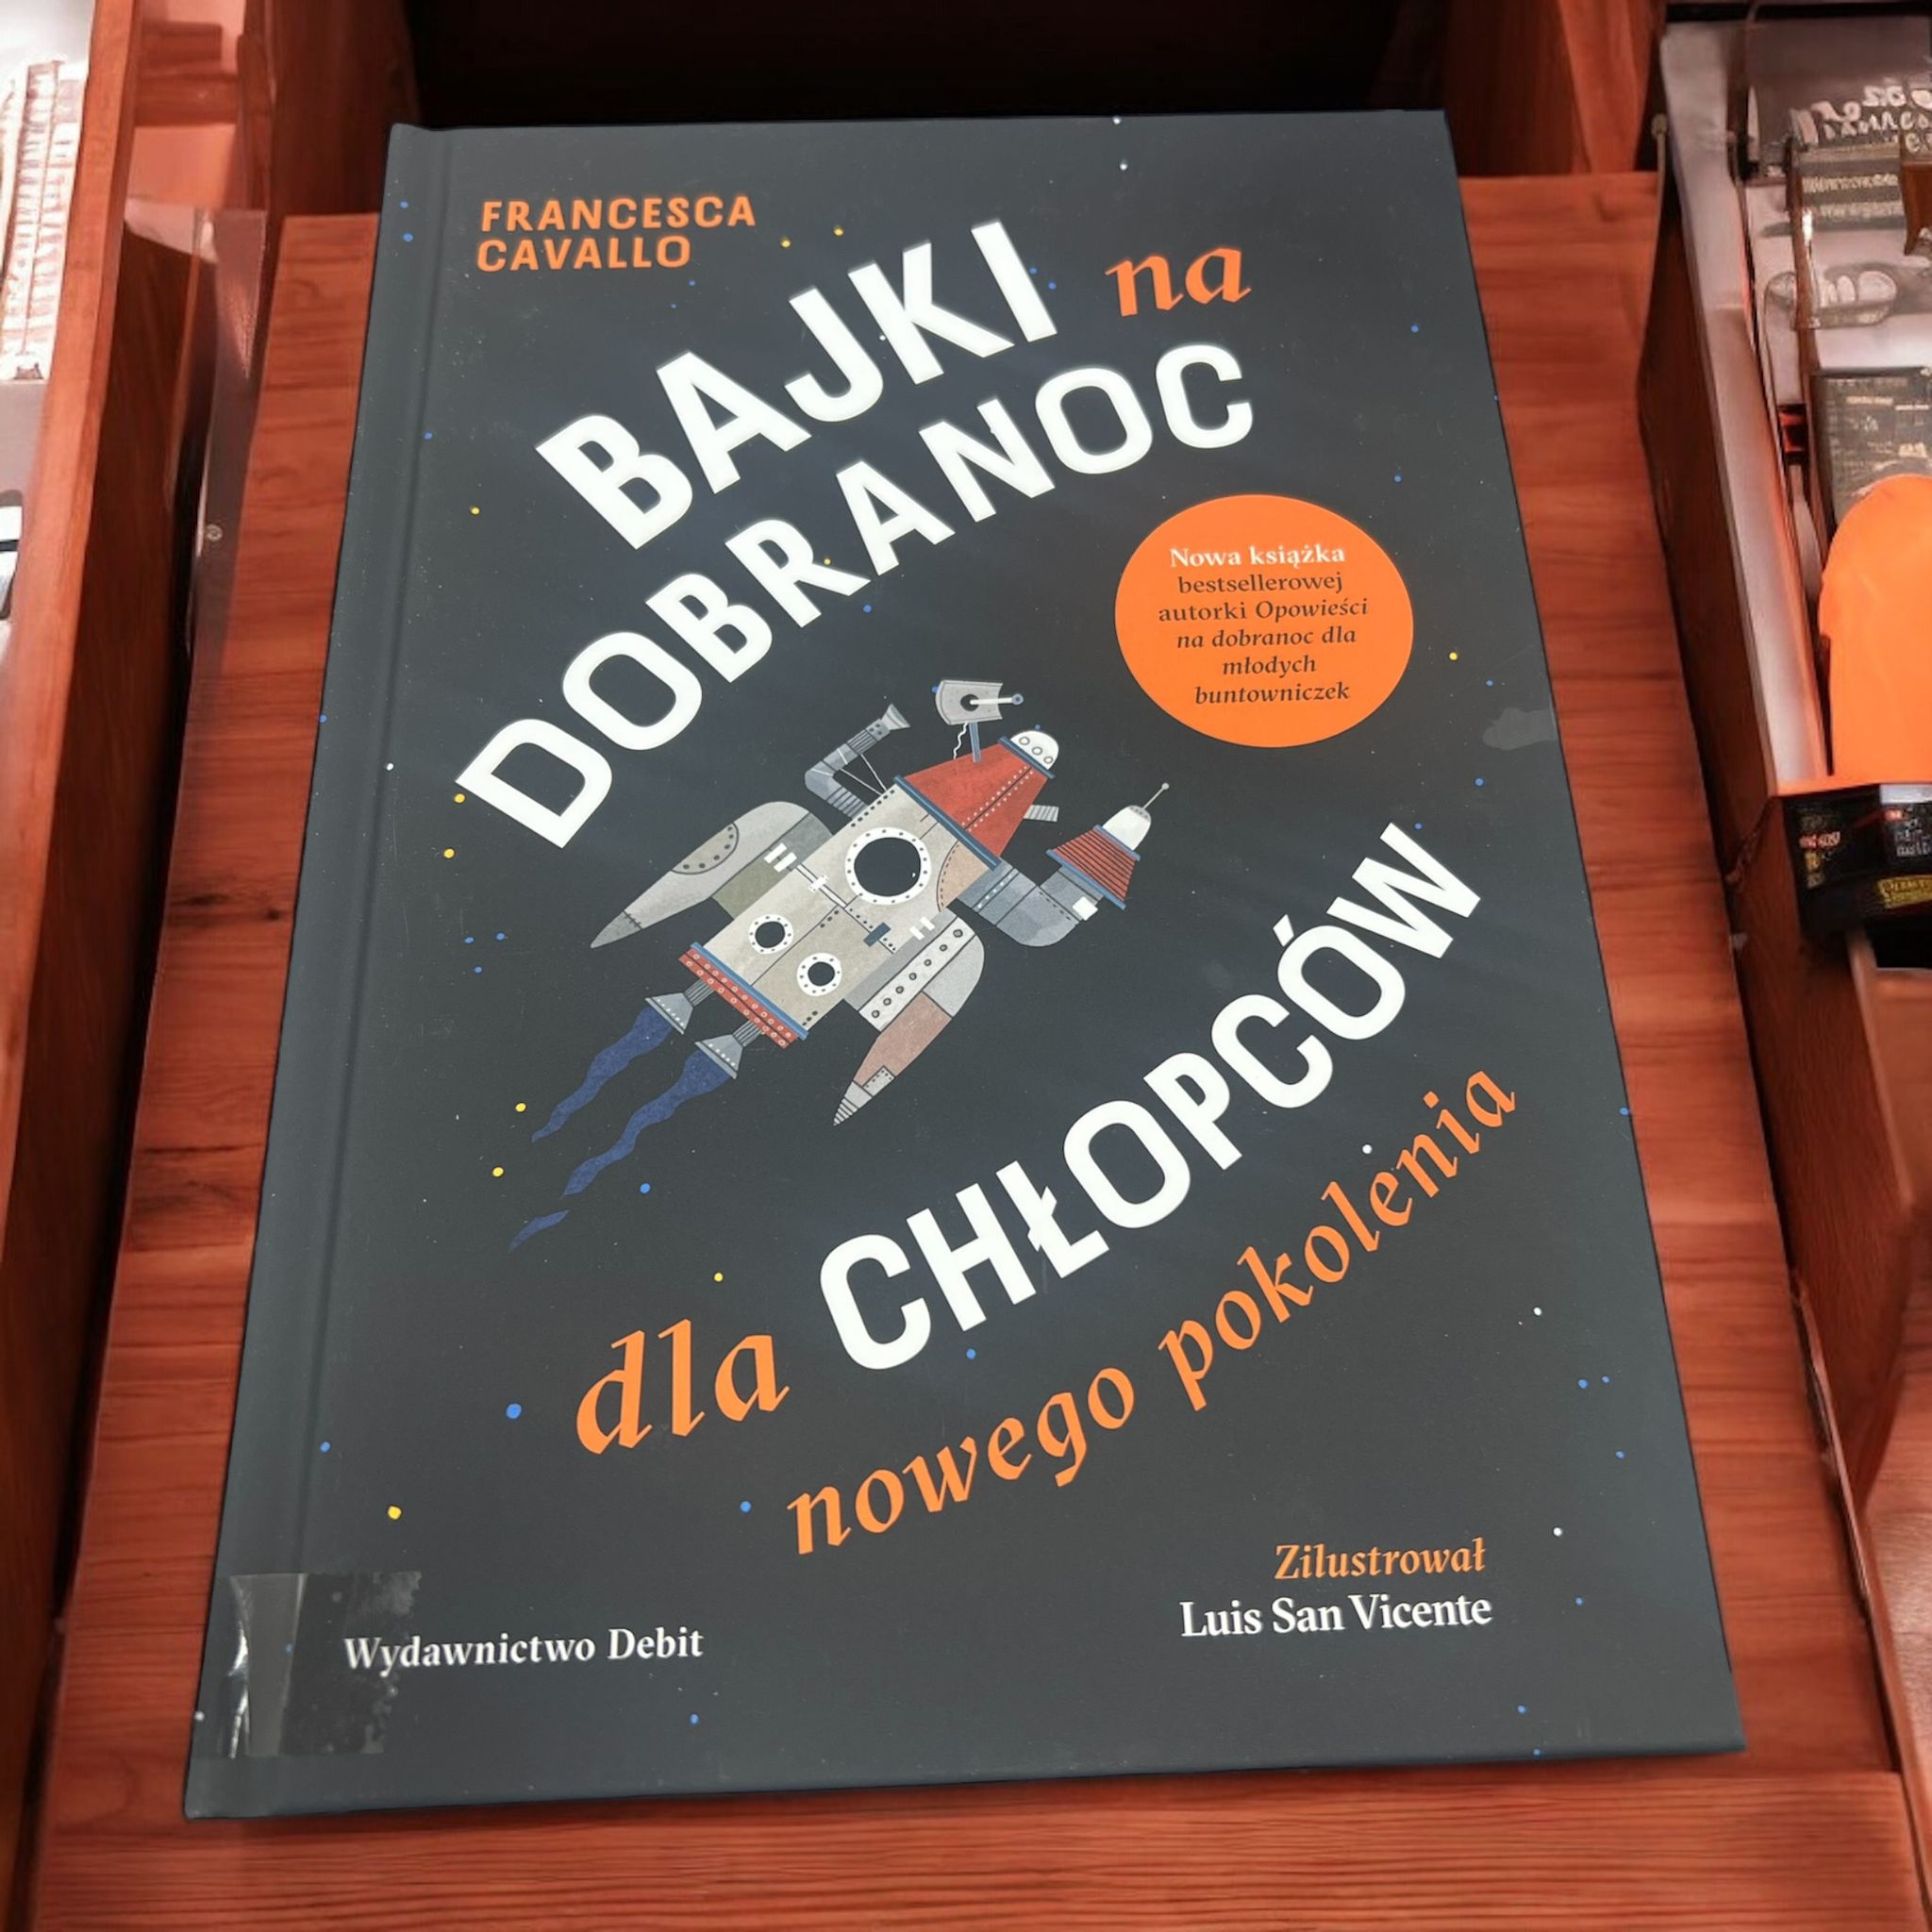 FRANCESCA
CAVALLO
BAJKI na
DOBRANOC
Nowa książka
bestsellerowej
autorki Opowieści
na dobranoc dla
młodych
buntowniczek
dla CHŁOPCÓW
nowego pokolenia
Zilustrował
Luis San Vicente
Wydawnictwo Debit